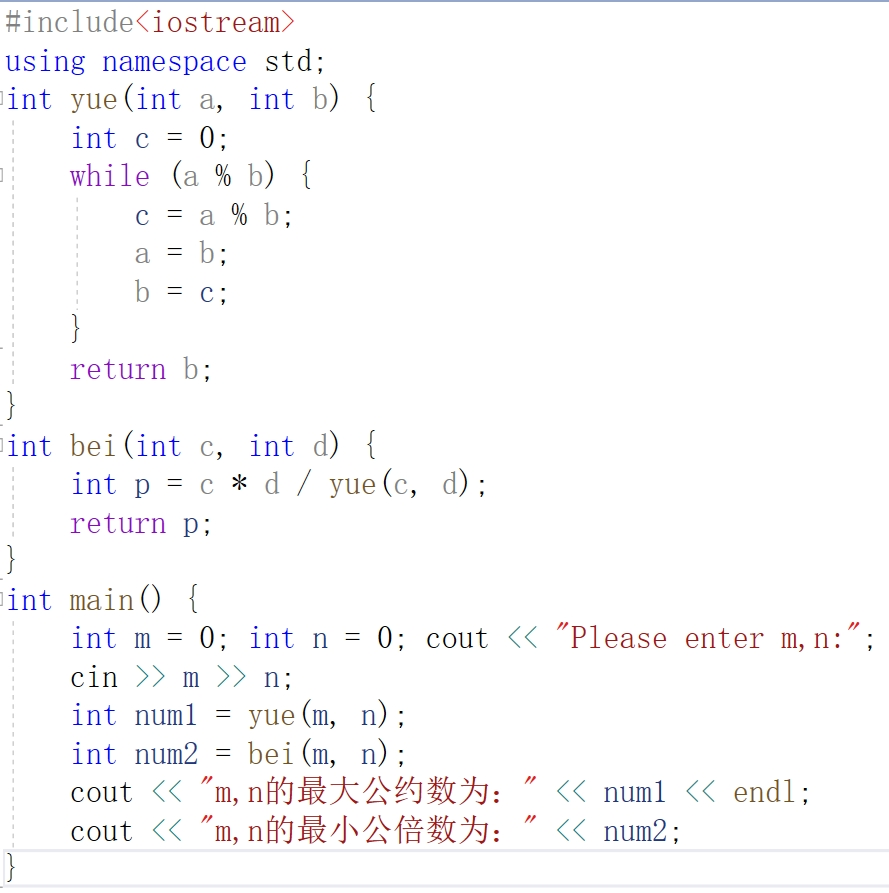 #include<iostream>
using namespace std;
int yue(int a, int b) {
    int c = 0;
    while (a % b) {
        c = a % b;
        a = b;
        b = c;
    }
    return b;
}
int bei(int c, int d) {
    int p = c * d / yue(c, d);
    return p;
}
int main() {
    int m = 0; int n = 0; cout << "Please enter m,n:";
    cin >> m >> n;
    int num1 = yue(m, n);
    int num2 = bei(m, n);
    cout << "m,n的最大公约数为：" << num1 << endl;
    cout << "m,n的最小公倍数为：" << num2;
}